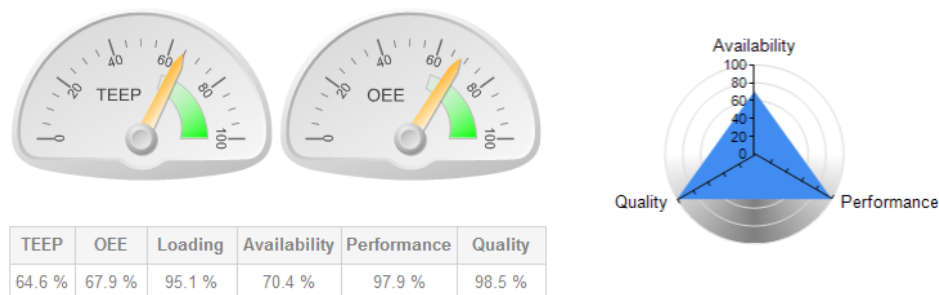 0 20 40 60 80 100
TEEP
0 20 40 60 80 100
OEE
Availability
100
80
60
40
20
0
Quality
Performance
TEEP OEE Loading Availability Performance Quality
64.6 % 67.9 % 95.1 % 70.4 % 97.9 % 98.5 %